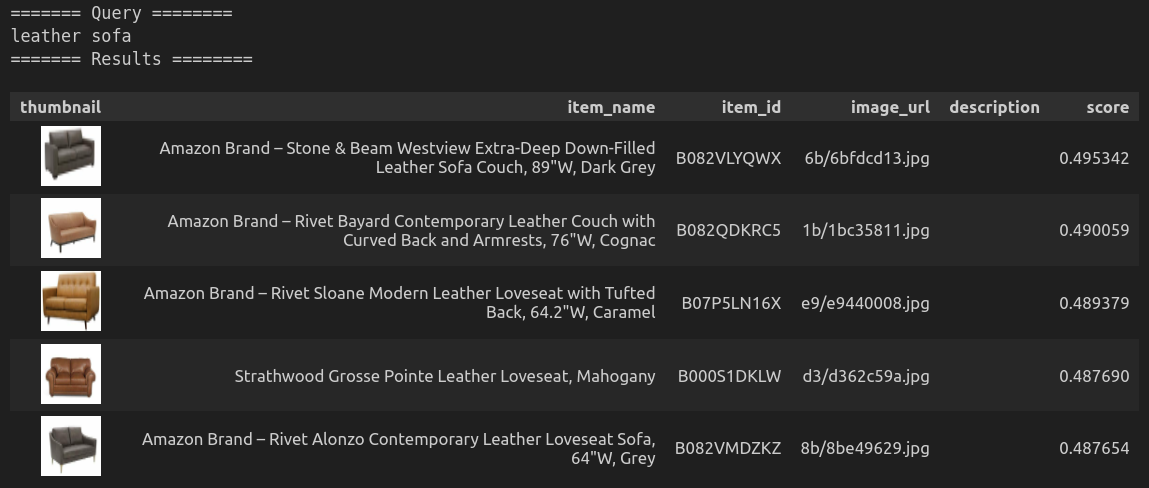 ======= Query ========
leather sofa
======= Results ========
thumbnail item_name item_id image_url description score
Amazon Brand – Stone & Beam Westview Extra-Deep Down-Filled
Leather Sofa Couch, 89"W, Dark Grey B082VLYQWX 6b/6bfdcd13.jpg 0.495342
Amazon Brand – Rivet Bayard Contemporary Leather Couch with
Curved Back and Armrests, 76"W, Cognac B082QDKRC5 1b/1bc35811.jpg 0.490059
Amazon Brand – Rivet Sloane Modern Leather Loveseat with Tufted
Back, 64.2"W, Caramel B07P5LN16X e9/e9440008.jpg 0.489379
Strathwood Grosse Pointe Leather Loveseat, Mahogany B000S1DKLW d3/d362c59a.jpg 0.487690
Amazon Brand – Rivet Alonzo Contemporary Leather Loveseat Sofa,
64"W, Grey B082VMDZKZ 8b/8be49629.jpg 0.487654